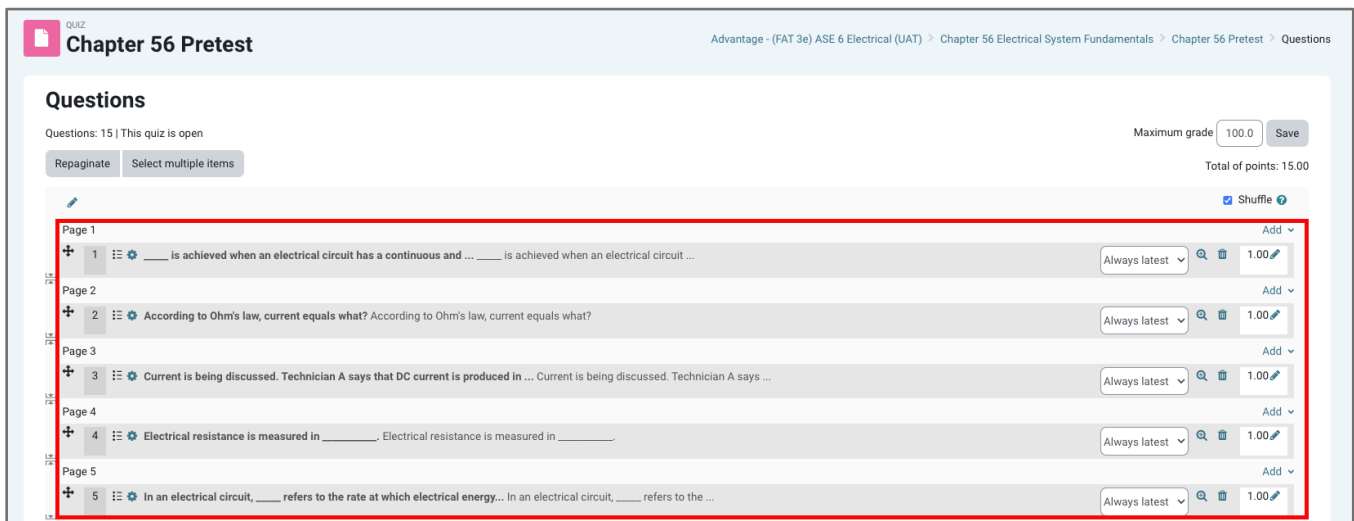 QUIZ
Chapter 56 Pretest
Advantage - (FAT 3e) ASE 6 Electrical (UAT) > Chapter 56 Electrical System Fundamentals > Chapter 56 Pretest > Questions
Questions
Questions: 15 | This quiz is open
Maximum grade 100.0 Save
Repaginate Select multiple items
Total of points: 15.00
Shuffle
Page 1 Add
1 _____ is achieved when an electrical circuit has a continuous and ... _____ is achieved when an electrical circuit ... Always latest 1.00
Page 2 Add
2 According to Ohm's law, current equals what? According to Ohm's law, current equals what? Always latest 1.00
Page 3 Add
3 Current is being discussed. Technician A says that DC current is produced in ... Current is being discussed. Technician A says ... Always latest 1.00
Page 4 Add
4 Electrical resistance is measured in __________. Electrical resistance is measured in __________. Always latest 1.00
Page 5 Add
5 In an electrical circuit, _____ refers to the rate at which electrical energy... In an electrical circuit, _____ refers to the ... Always latest 1.00